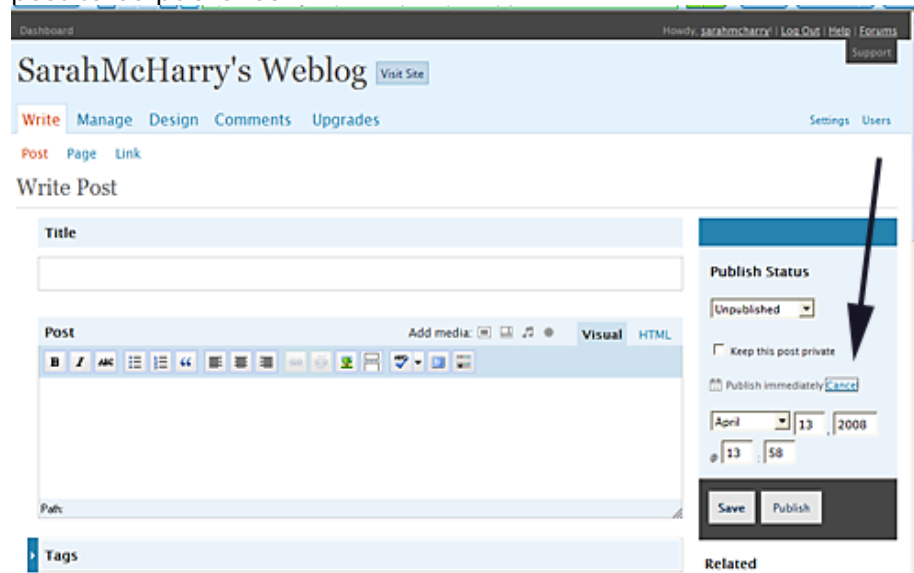 Dashboard
Howdy, sarahmcharry! | Log Out | Help | Forums
Support
SarahMcHarry's Weblog Visit Site
Write Manage Design Comments Upgrades
Settings Users
Post Page Link
Write Post
Title
Post Add media: Visual HTML
B I ABC
Path:
Tags
Publish Status
Unpublished
Keep this post private
Publish immediately Cancel
April 13 , 2008
@ 13 : 58
Save Publish
Related